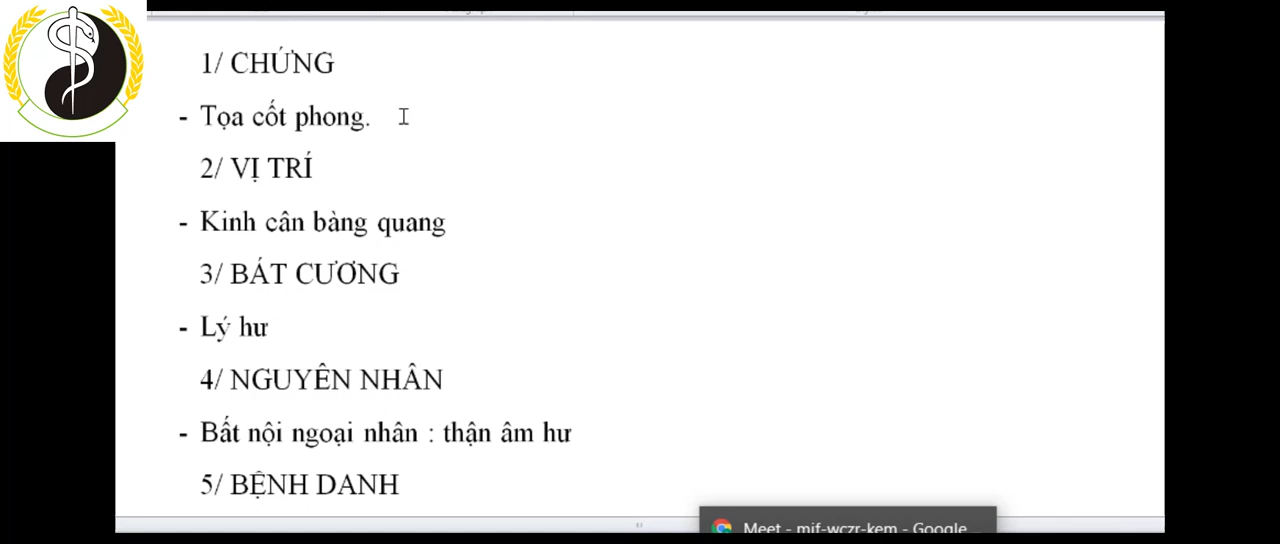 1/ CHỨNG
- Tọa cốt phong.
2/ VỊ TRÍ
- Kinh cân bàng quang
3/ BÁT CƯƠNG
- Lý hư
4/ NGUYÊN NHÂN
- Bất nội ngoại nhân : thận âm hư
5/ BỆNH DANH
Meet - mif-wczr-kem - Google...